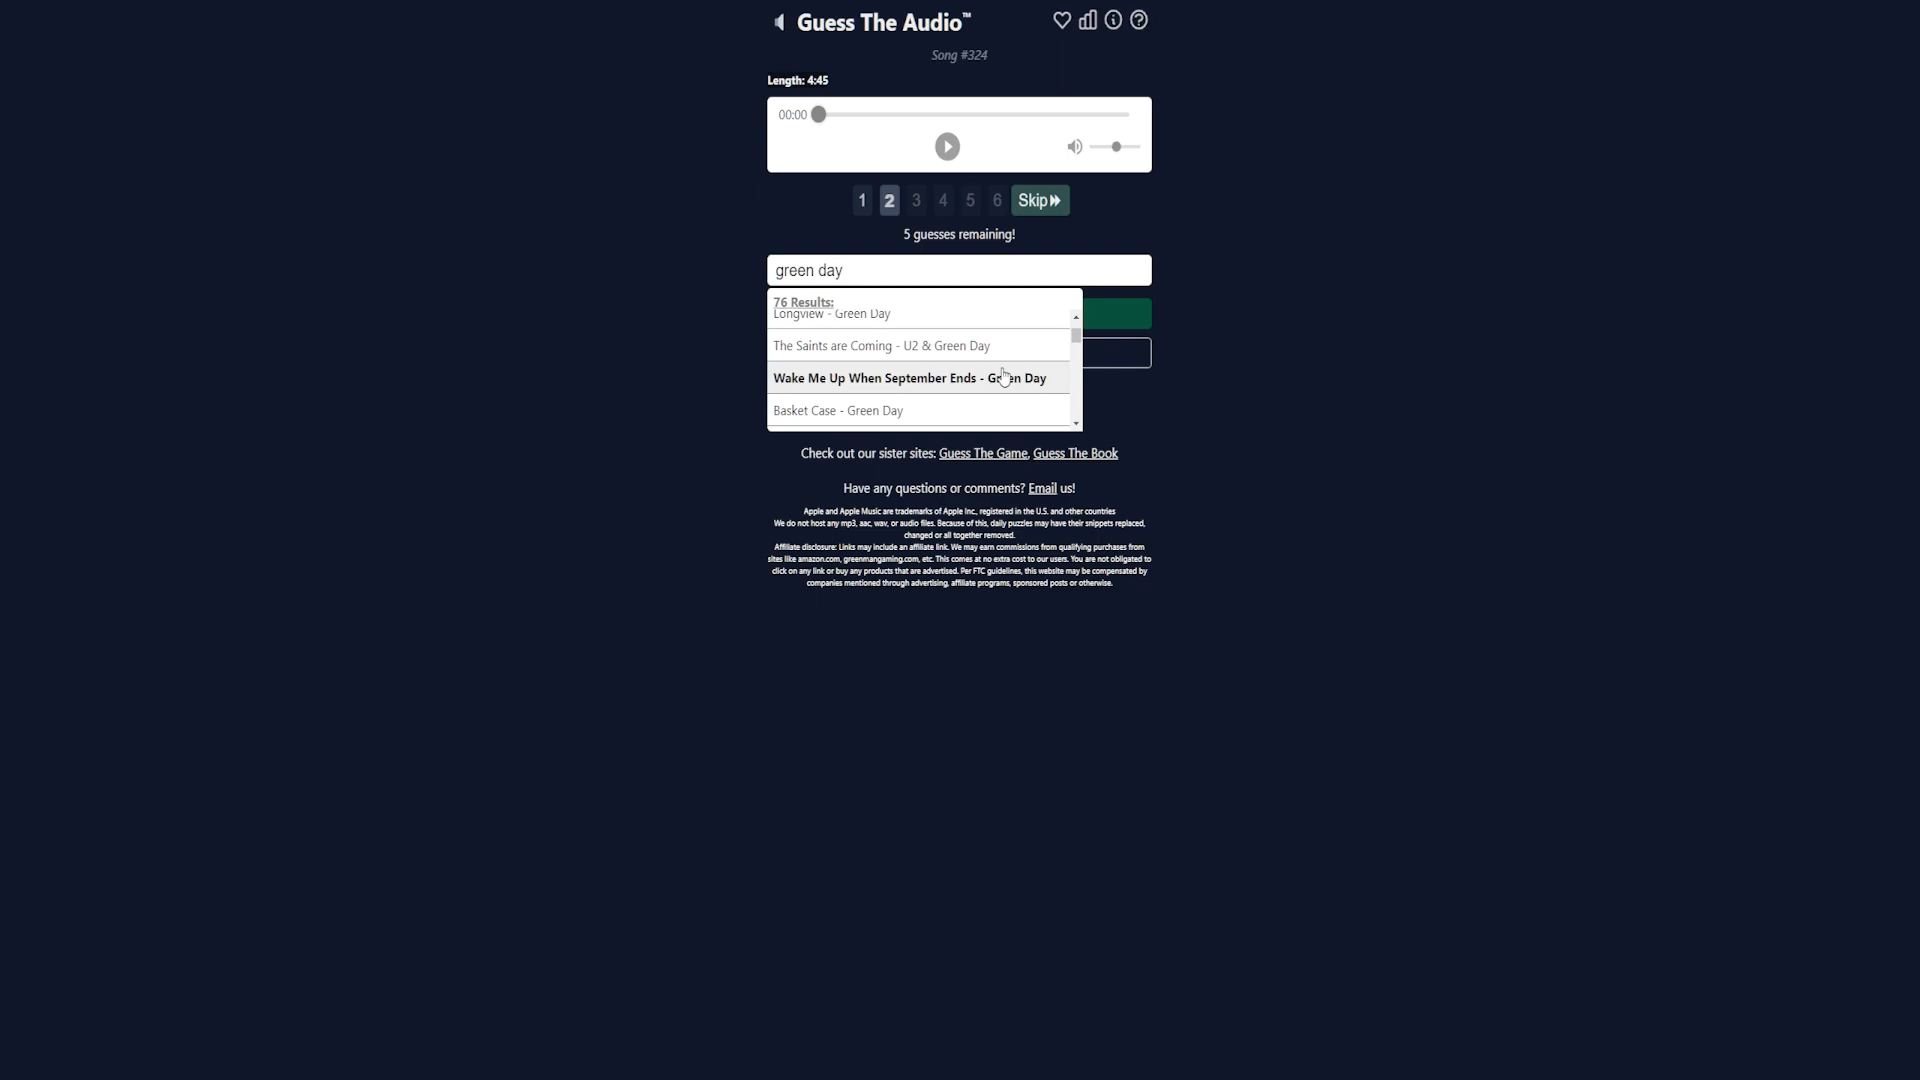 Guess The Audio™
Song #324
Length: 4:45
00:00
1 2 3 4 5 6 Skip
5 guesses remaining!
green day
76 Results:
Longview - Green Day
The Saints are Coming - U2 & Green Day
Wake Me Up When September Ends - Green Day
Basket Case - Green Day
Check out our sister sites: Guess The Game, Guess The Book
Have any questions or comments? Email us!
Apple and Apple Music are trademarks of Apple Inc., registered in the U.S. and other countries
We do not host any mp3, aac, wav, or audio files. Because of this, daily puzzles may have their snippets replaced,
changed or all together removed.
Affiliate disclosure: Links may include an affiliate link. We may earn commissions from qualifying purchases from
sites like amazon.com, greenmangaming.com, etc. This comes at no extra cost to our users. You are not obligated to
click on any link or buy any products that are advertised. Per FTC guidelines, this website may be compensated by
companies mentioned through advertising, affiliate programs, sponsored posts or otherwise.